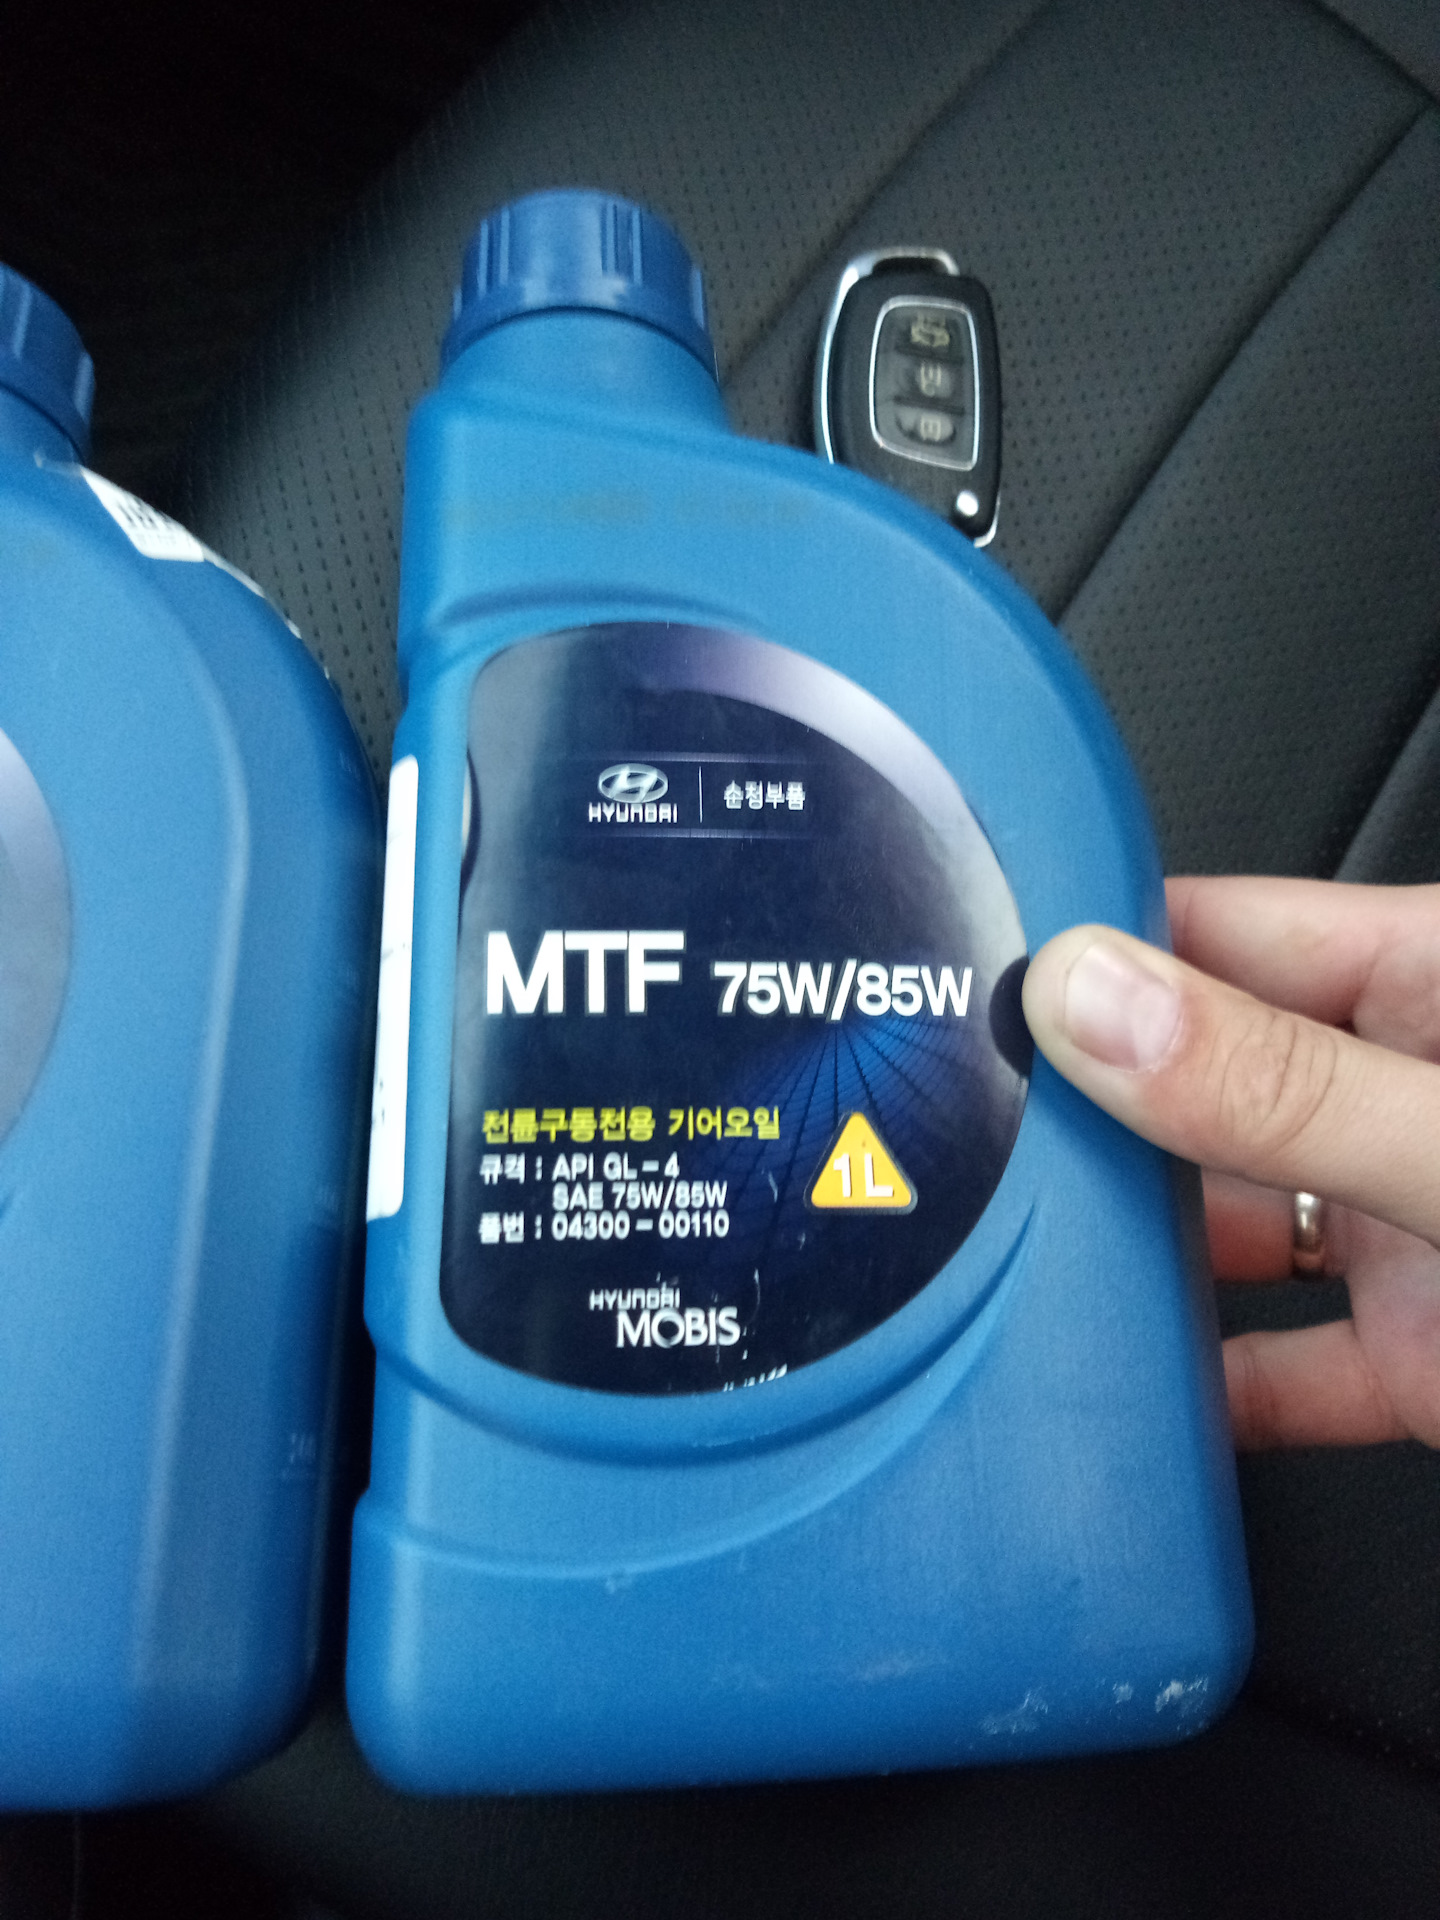 HYUNDAI 순정부품
MTF 75W/85W
전륜구동전용 기어오일
규격 : API GL-4
SAE 75W/85W
품번 : 04300-00110
1L
HYUNDAI
MOBIS